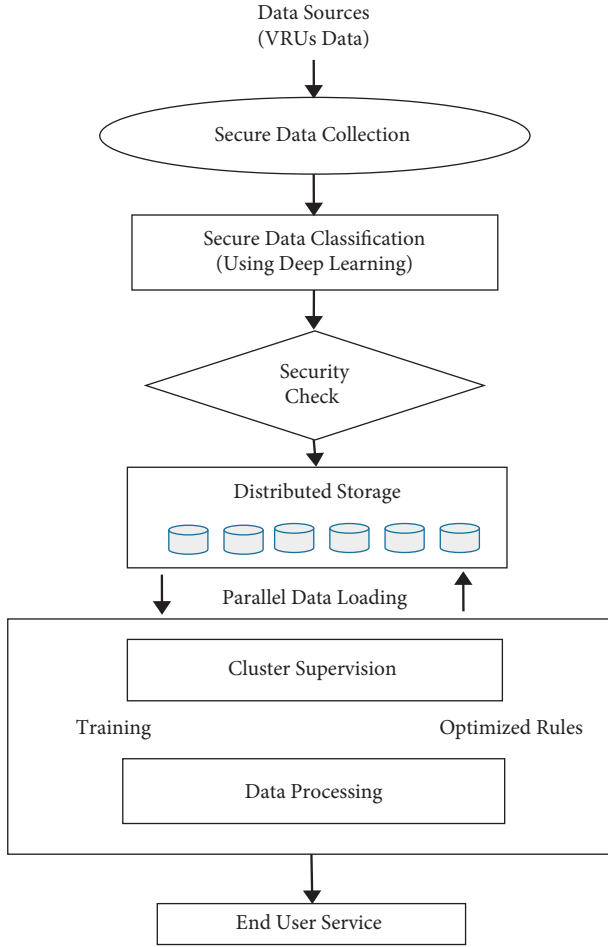 Data Sources
(VRUs Data)
Secure Data Collection
Secure Data Classification
(Using Deep Learning)
Security
Check
Distributed Storage
Parallel Data Loading
Cluster Supervision
Training
Optimized Rules
Data Processing
End User Service